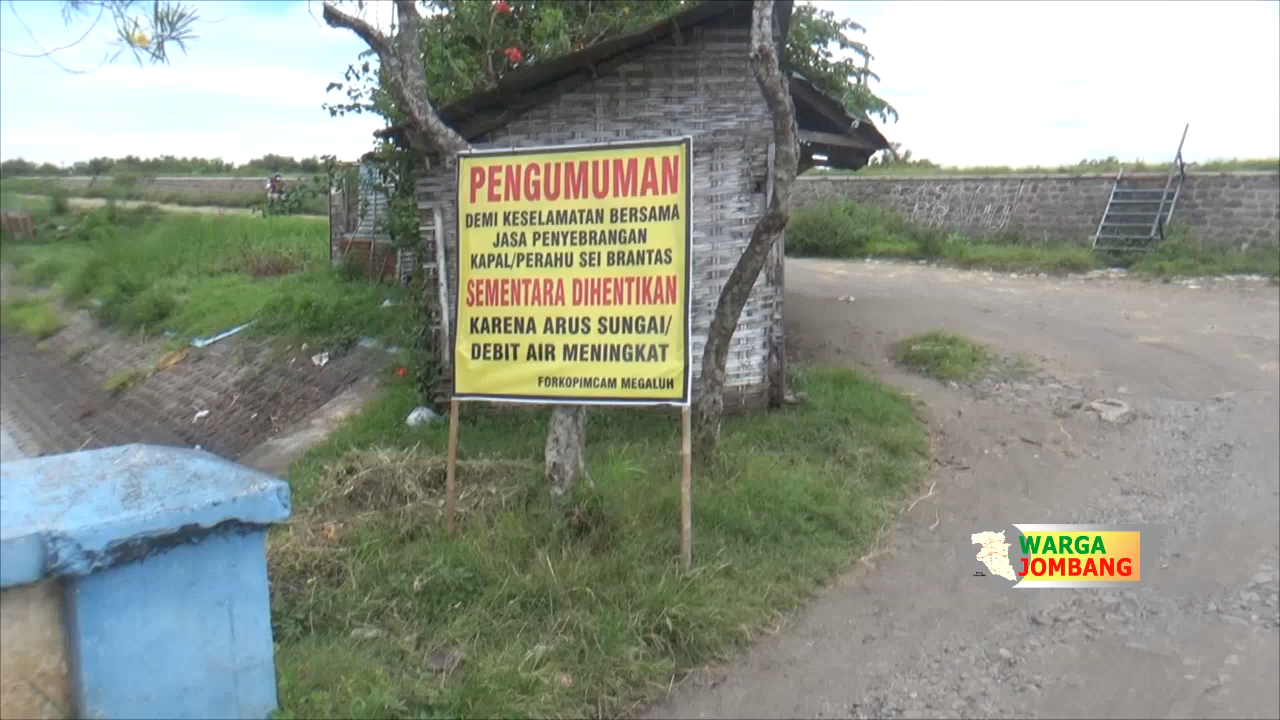 PENGUMUMAN
DEMI KESELAMATAN BERSAMA
JASA PENYEBRANGAN
KAPAL/PERAHU SEI BRANTAS
SEMENTARA DIHENTIKAN
KARENA ARUS SUNGAI/
DEBIT AIR MENINGKAT
FORKOPIMCAM MEGALUH
WARGA
JOMBANG